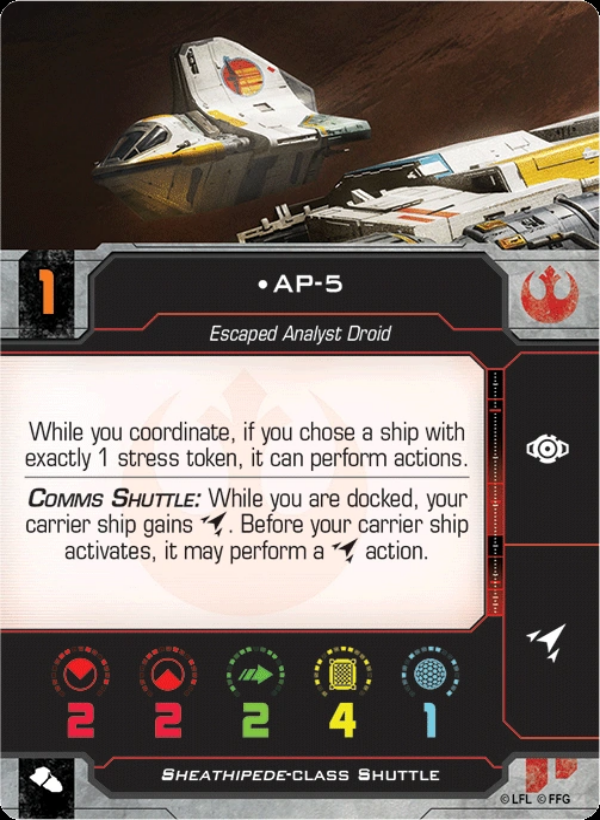 1
•AP-5
Escaped Analyst Droid
While you coordinate, if you chose a ship with
exactly 1 stress token, it can perform actions.
COMMS SHUTTLE: While you are docked, your
carrier ship gains . Before your carrier ship
activates, it may perform a action.
2 2 2 4 1
SHEATHIPEDE-CLASS SHUTTLE
© LFL © FFG